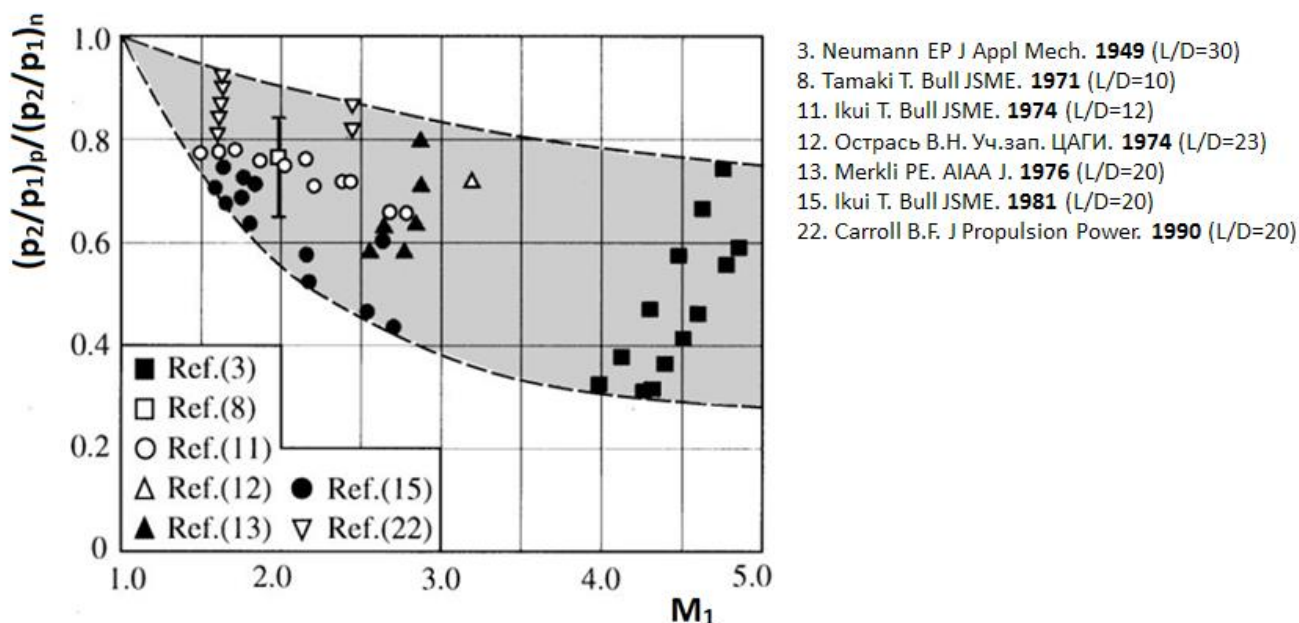 (p₂/p₁)ₚ/(p₂/p₁)ₙ
1.0
0.8
0.6
0.4
0.2
0
1.0 2.0 3.0 4.0 5.0
M₁
■ Ref.(3)
□ Ref.(8)
○ Ref.(11)
△ Ref.(12) ● Ref.(15)
▲ Ref.(13) ▽ Ref.(22)
3. Neumann EP J Appl Mech. 1949 (L/D=30)
8. Tamaki T. Bull JSME. 1971 (L/D=10)
11. Ikui T. Bull JSME. 1974 (L/D=12)
12. Острась В.Н. Уч.зап. ЦАГИ. 1974 (L/D=23)
13. Merkli PE. AIAA J. 1976 (L/D=20)
15. Ikui T. Bull JSME. 1981 (L/D=20)
22. Carroll B.F. J Propulsion Power. 1990 (L/D=20)